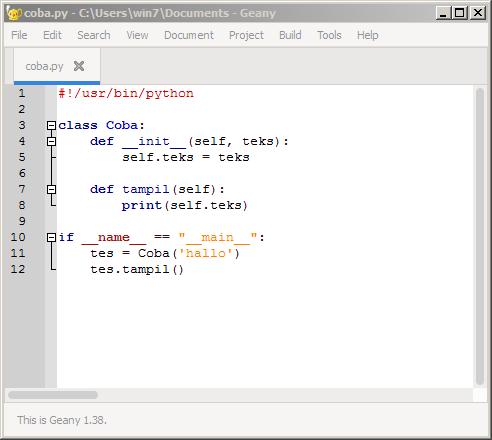 coba.py - C:\Users\win7\Documents - Geany
File Edit Search View Document Project Build Tools Help
coba.py
1 #!/usr/bin/python
2
3 class Coba:
4     def __init__(self, teks):
5         self.teks = teks
6
7     def tampil(self):
8         print(self.teks)
9
10 if __name__ == "__main__":
11     tes = Coba('hallo')
12     tes.tampil()
This is Geany 1.38.